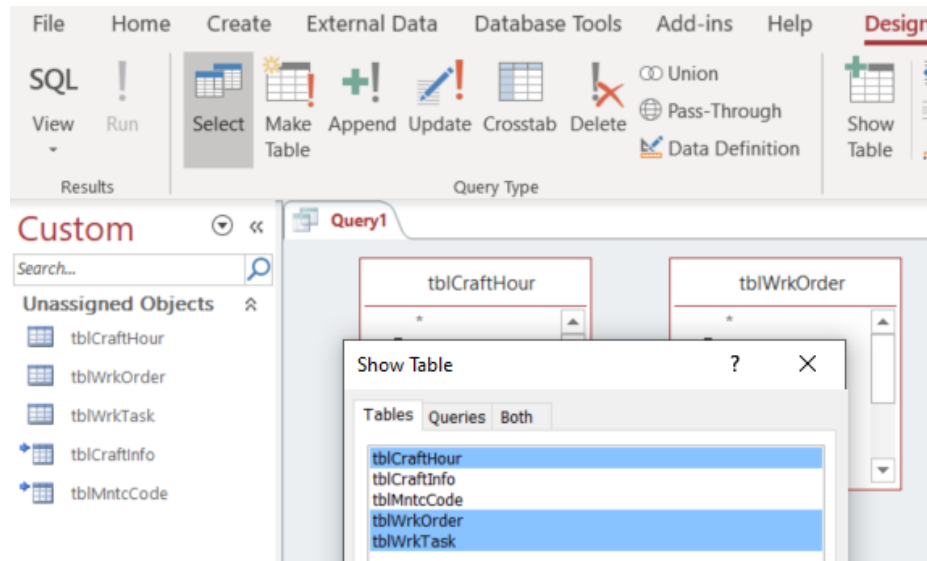 File Home Create External Data Database Tools Add-ins Help Design
SQL
View
Run
Select
Make
Table
Append
Update
Crosstab
Delete
Union
Pass-Through
Data Definition
Show
Table
Results
Query Type
Custom
Search...
Unassigned Objects
tblCraftHour
tblWrkOrder
tblWrkTask
tblCraftInfo
tblMntcCode
Query1
tblCraftHour
*
tblWrkOrder
*
Show Table ?
Tables Queries Both
tblCraftHour
tblCraftInfo
tblMntcCode
tblWrkOrder
tblWrkTask